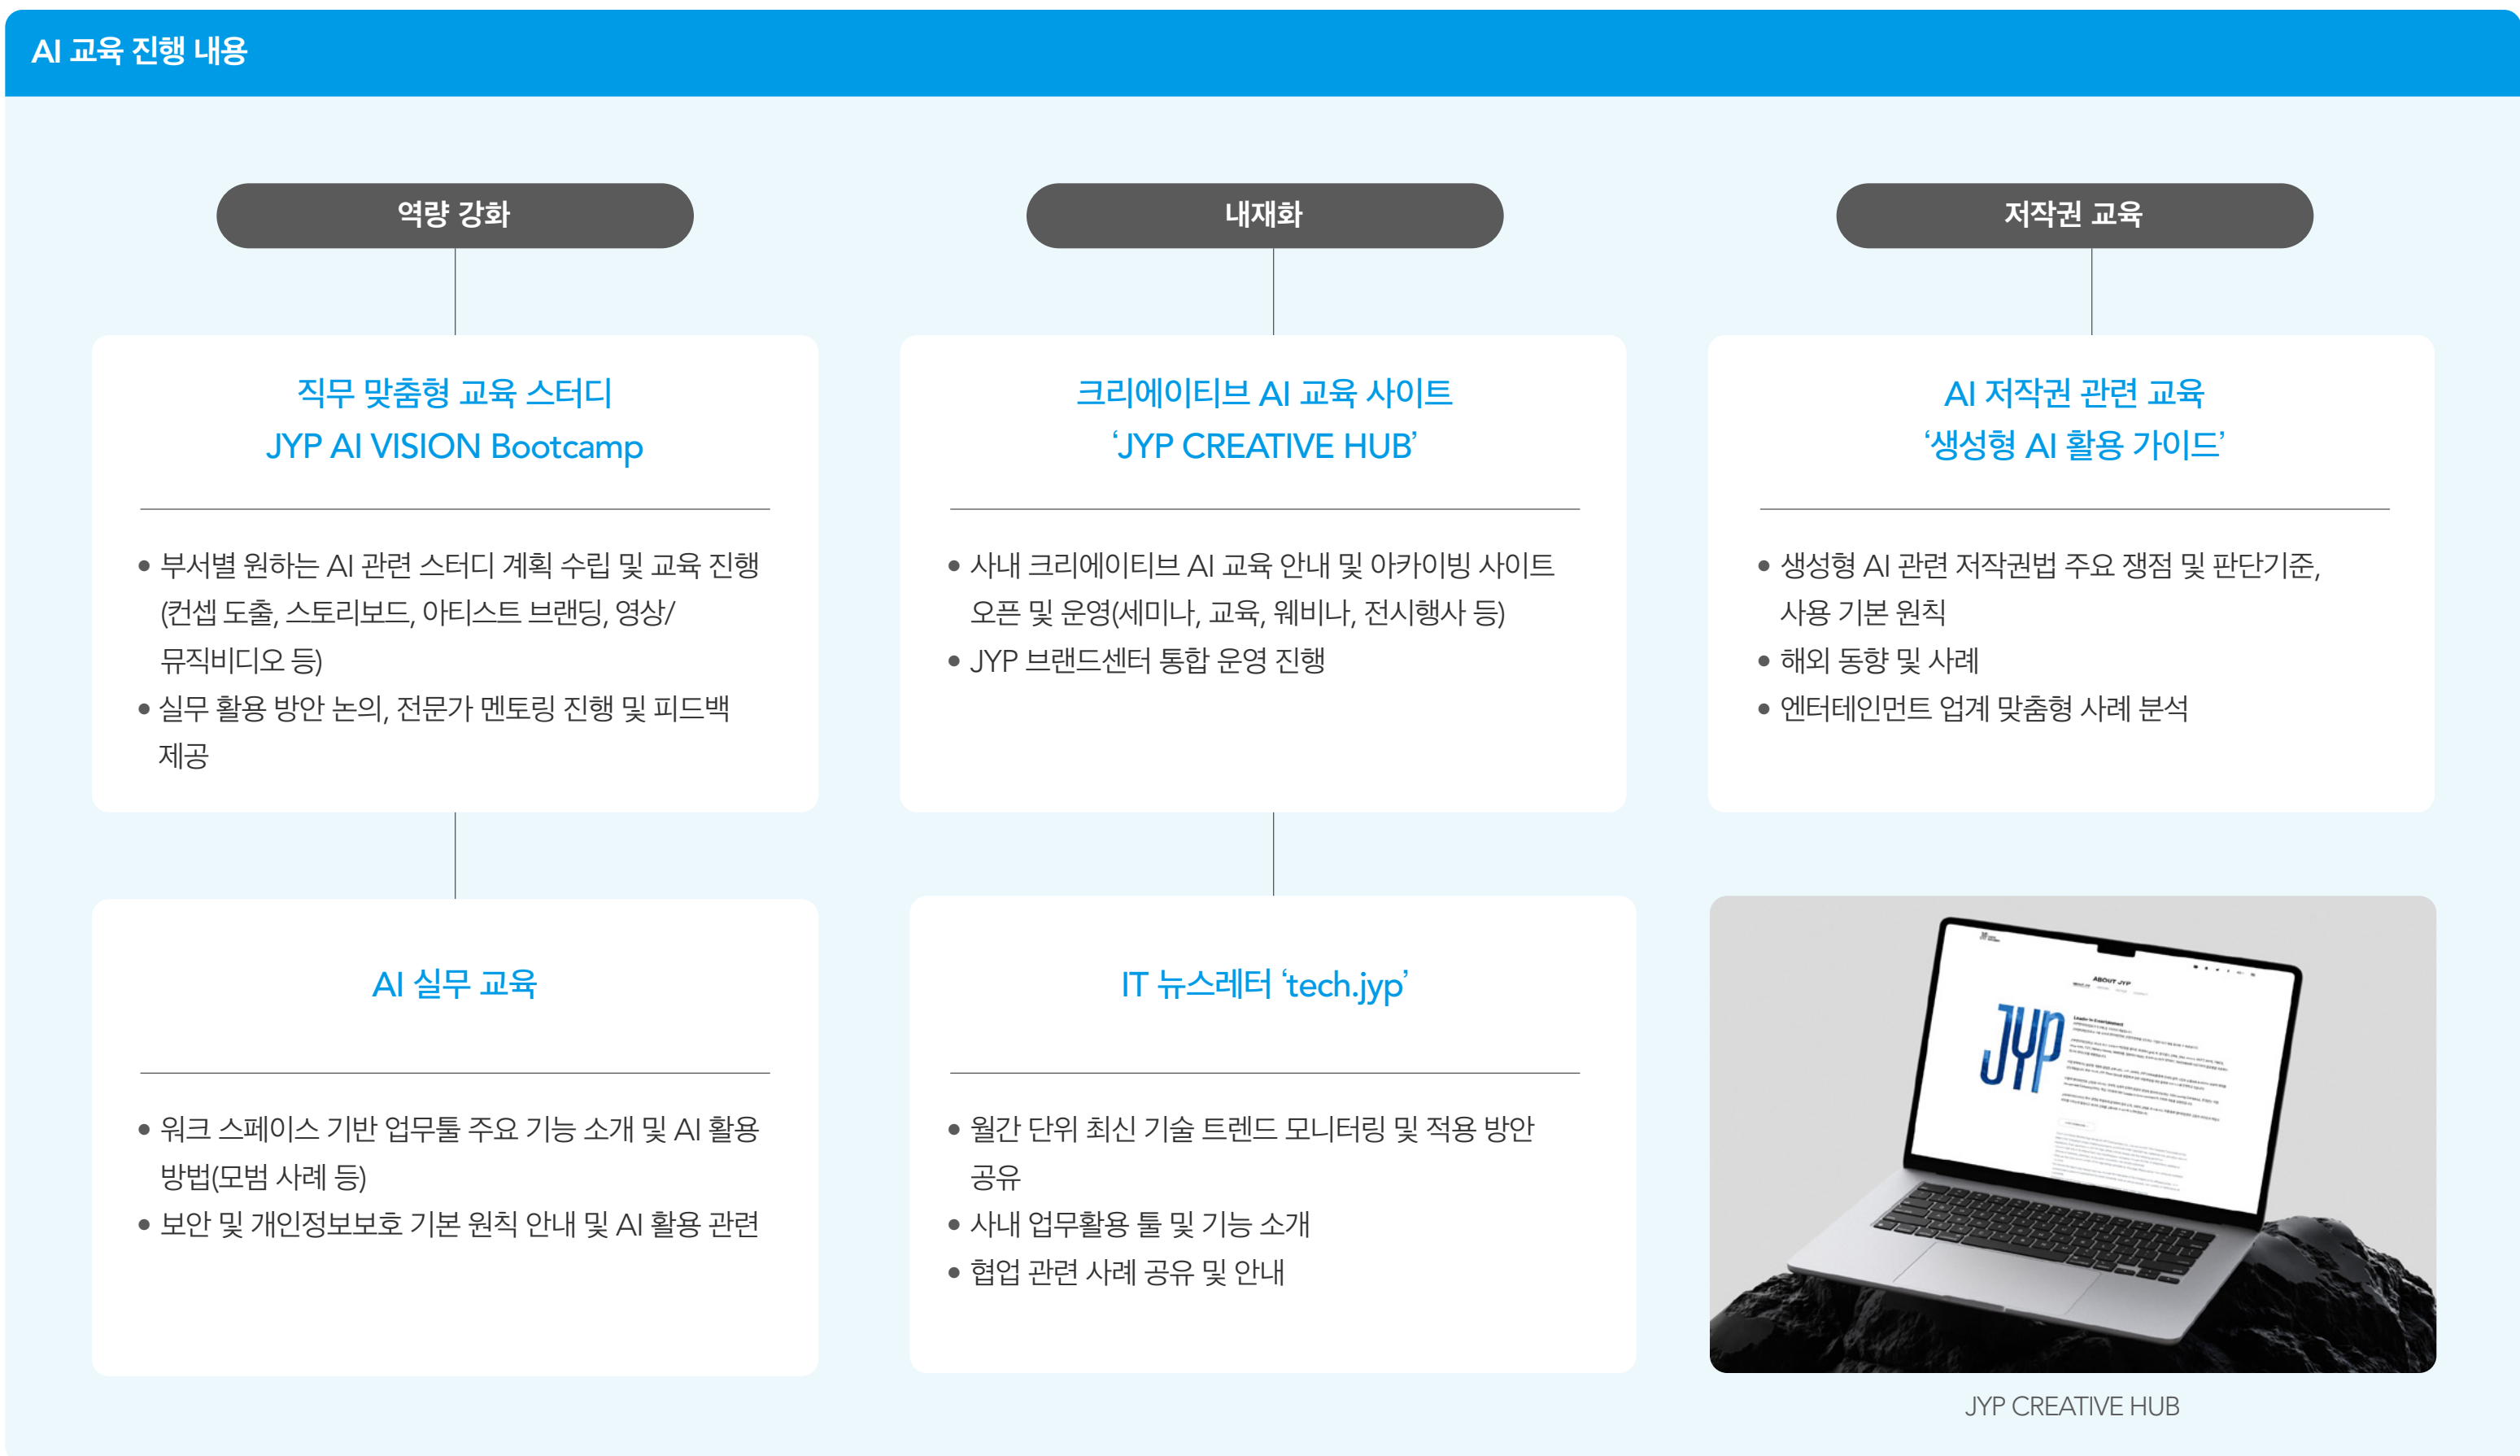 AI 교육 진행 내용
역량 강화
직무 맞춤형 교육 스터디
JYP AI VISION Bootcamp
● 부서별 원하는 AI 관련 스터디 계획 수립 및 교육 진행
(컨셉 도출, 스토리보드, 아티스트 브랜딩, 영상/
뮤직비디오 등)
● 실무 활용 방안 논의, 전문가 멘토링 진행 및 피드백
제공
AI 실무 교육
● 워크 스페이스 기반 업무툴 주요 기능 소개 및 AI 활용
방법(모범 사례 등)
● 보안 및 개인정보보호 기본 원칙 안내 및 AI 활용 관련
내재화
크리에이티브 AI 교육 사이트
‘JYP CREATIVE HUB’
● 사내 크리에이티브 AI 교육 안내 및 아카이빙 사이트
오픈 및 운영(세미나, 교육, 웨비나, 전시행사 등)
● JYP 브랜드센터 통합 운영 진행
IT 뉴스레터 ‘tech.jyp’
● 월간 단위 최신 기술 트렌드 모니터링 및 적용 방안
공유
● 사내 업무활용 툴 및 기능 소개
● 협업 관련 사례 공유 및 안내
저작권 교육
AI 저작권 관련 교육
‘생성형 AI 활용 가이드’
● 생성형 AI 관련 저작권법 주요 쟁점 및 판단기준,
사용 기본 원칙
● 해외 동향 및 사례
● 엔터테인먼트 업계 맞춤형 사례 분석
ABOUT JYP
JYP
Leader in Entertainment
JYP CREATIVE HUB